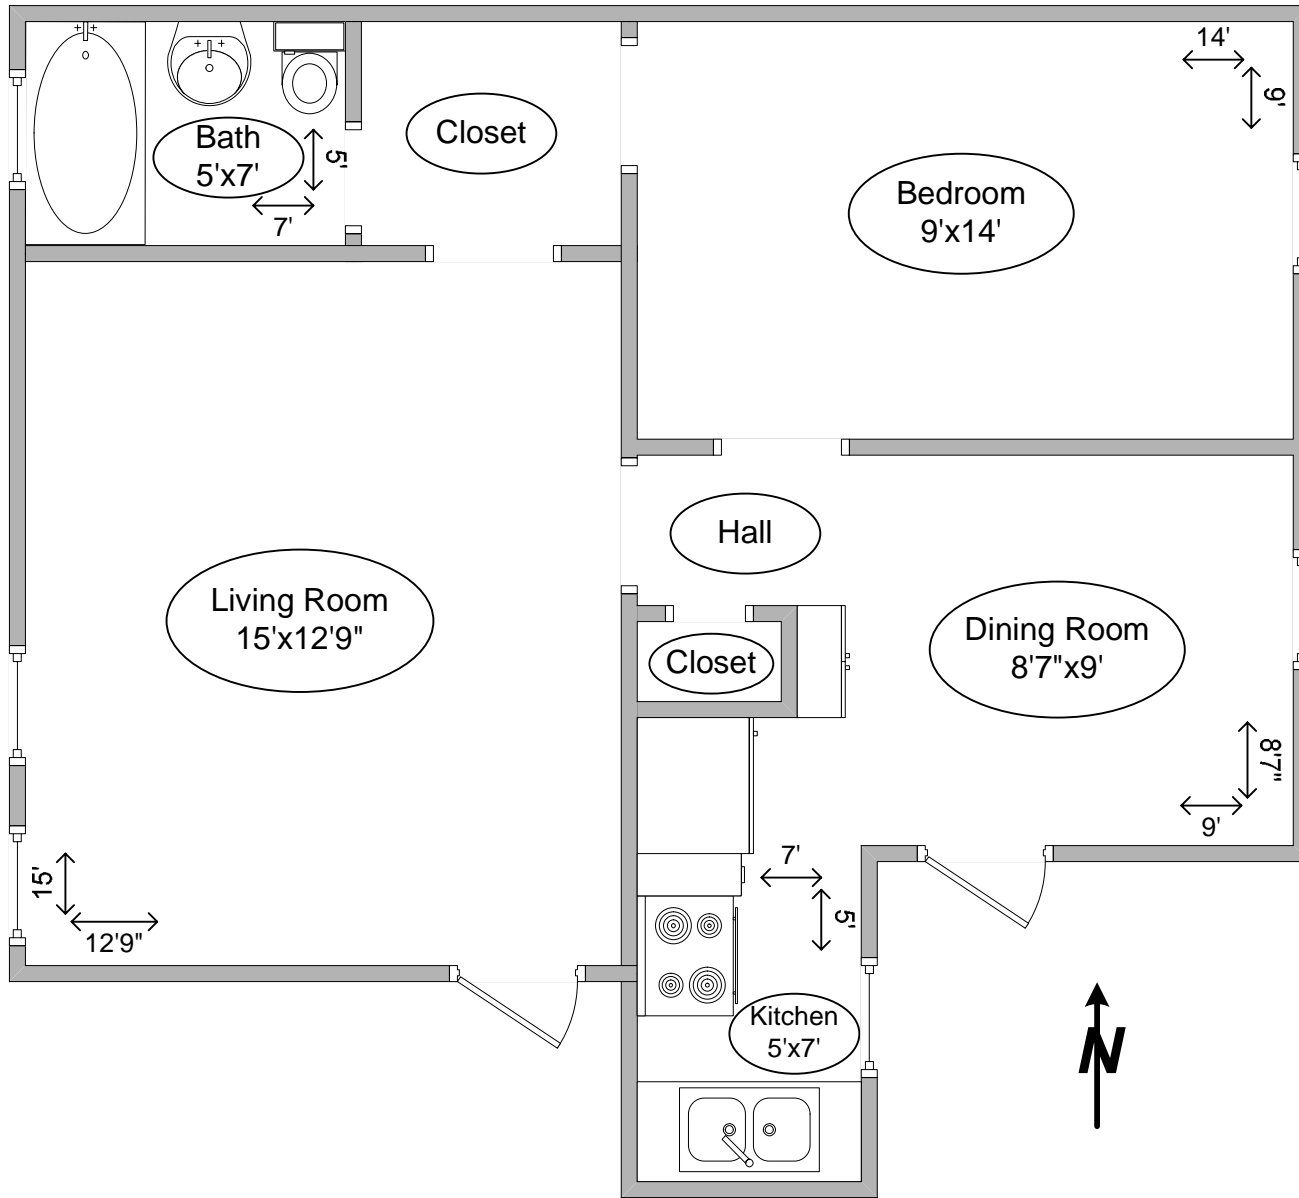 14'
9'
Bath
5'x7'
5'
7'
Closet
Bedroom
9'x14'
Hall
Living Room
15'x12'9"
Closet
Dining Room
8'7"x9'
8'7"
9'
15'
12'9"
7'
5'
Kitchen
5'x7'
N